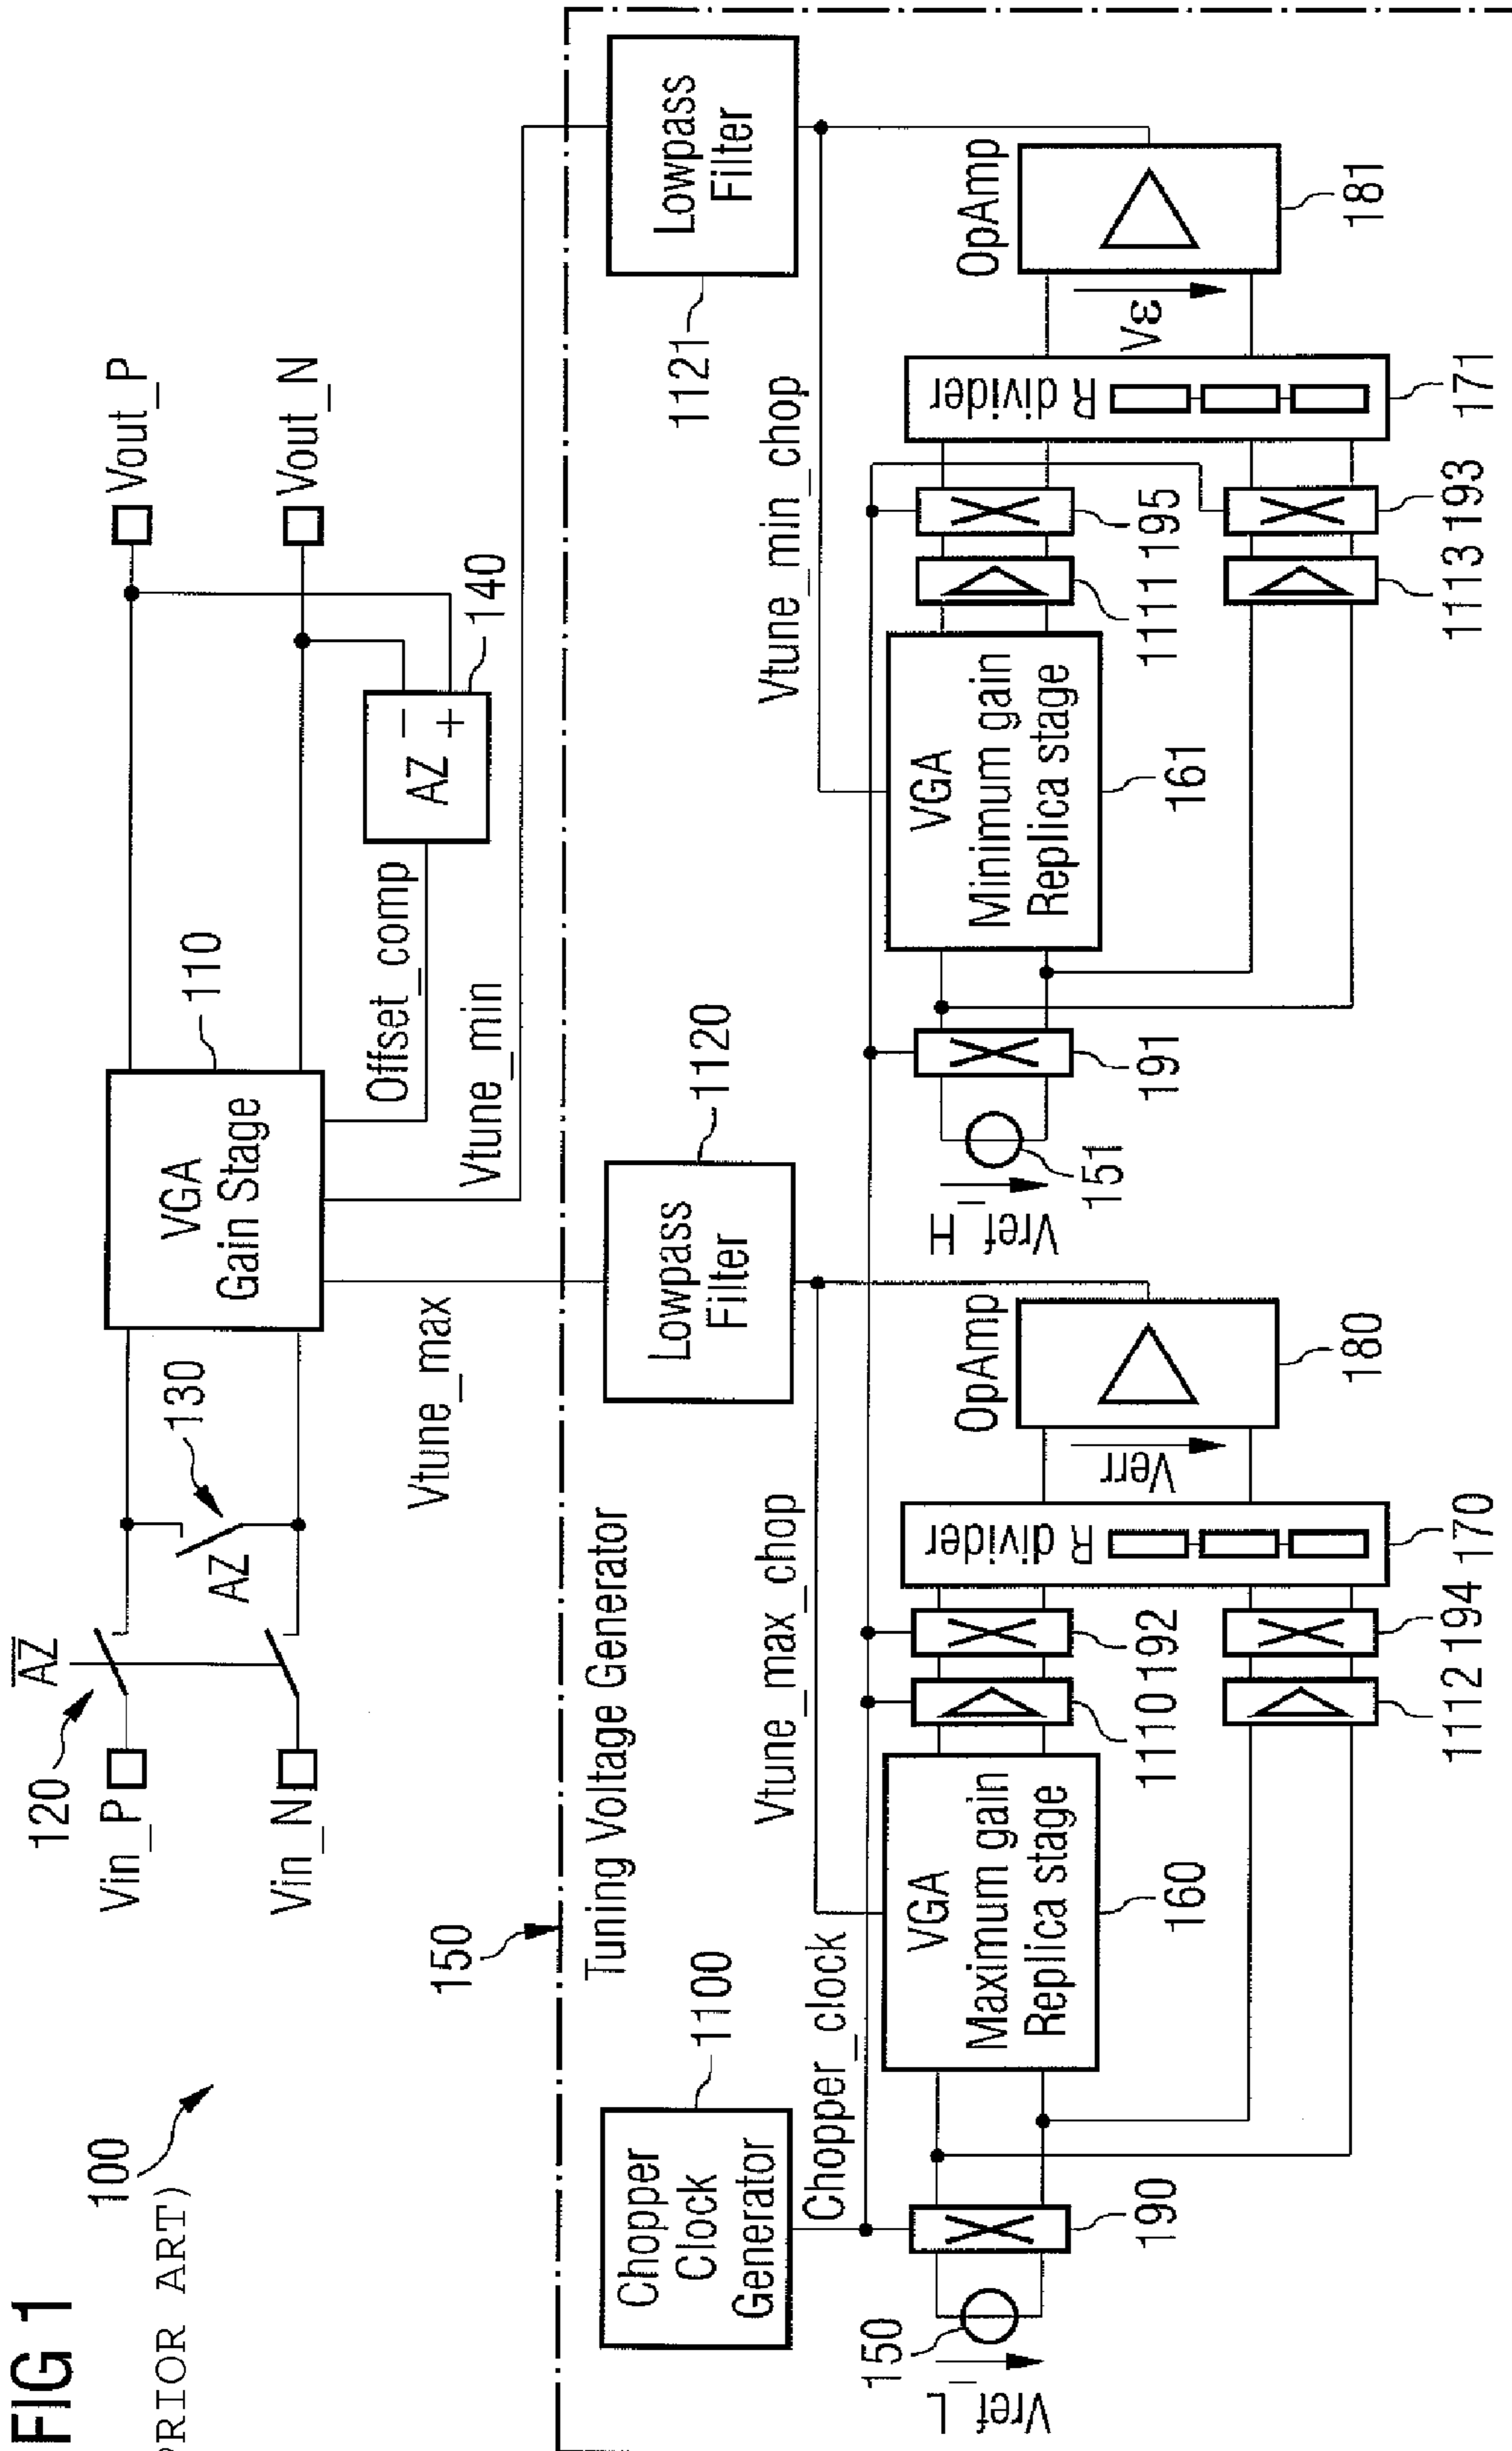 FIG 1
PRIOR ART)
100
120
AZ
Vin_P
Vin_N
130
AZ
VGA
Gain Stage
110
Vout_P
Vout_N
AZ
−
+
140
Offset_comp
Vtune_min
Vtune_max
150
Tuning Voltage Generator
Chopper
Clock
Generator
1100
Chopper_clock
Lowpass
Filter
1120
Lowpass
Filter
1121
Vtune_max_chop
Vtune_min_chop
150
Vref_L
190
VGA
Maximum gain
Replica stage
160
1110
192
1112
194
R divider
170
Verr
OpAmp
180
151
Vref_H
191
VGA
Minimum gain
Replica stage
161
1111
195
1113
193
R divider
171
Vε
OpAmp
181